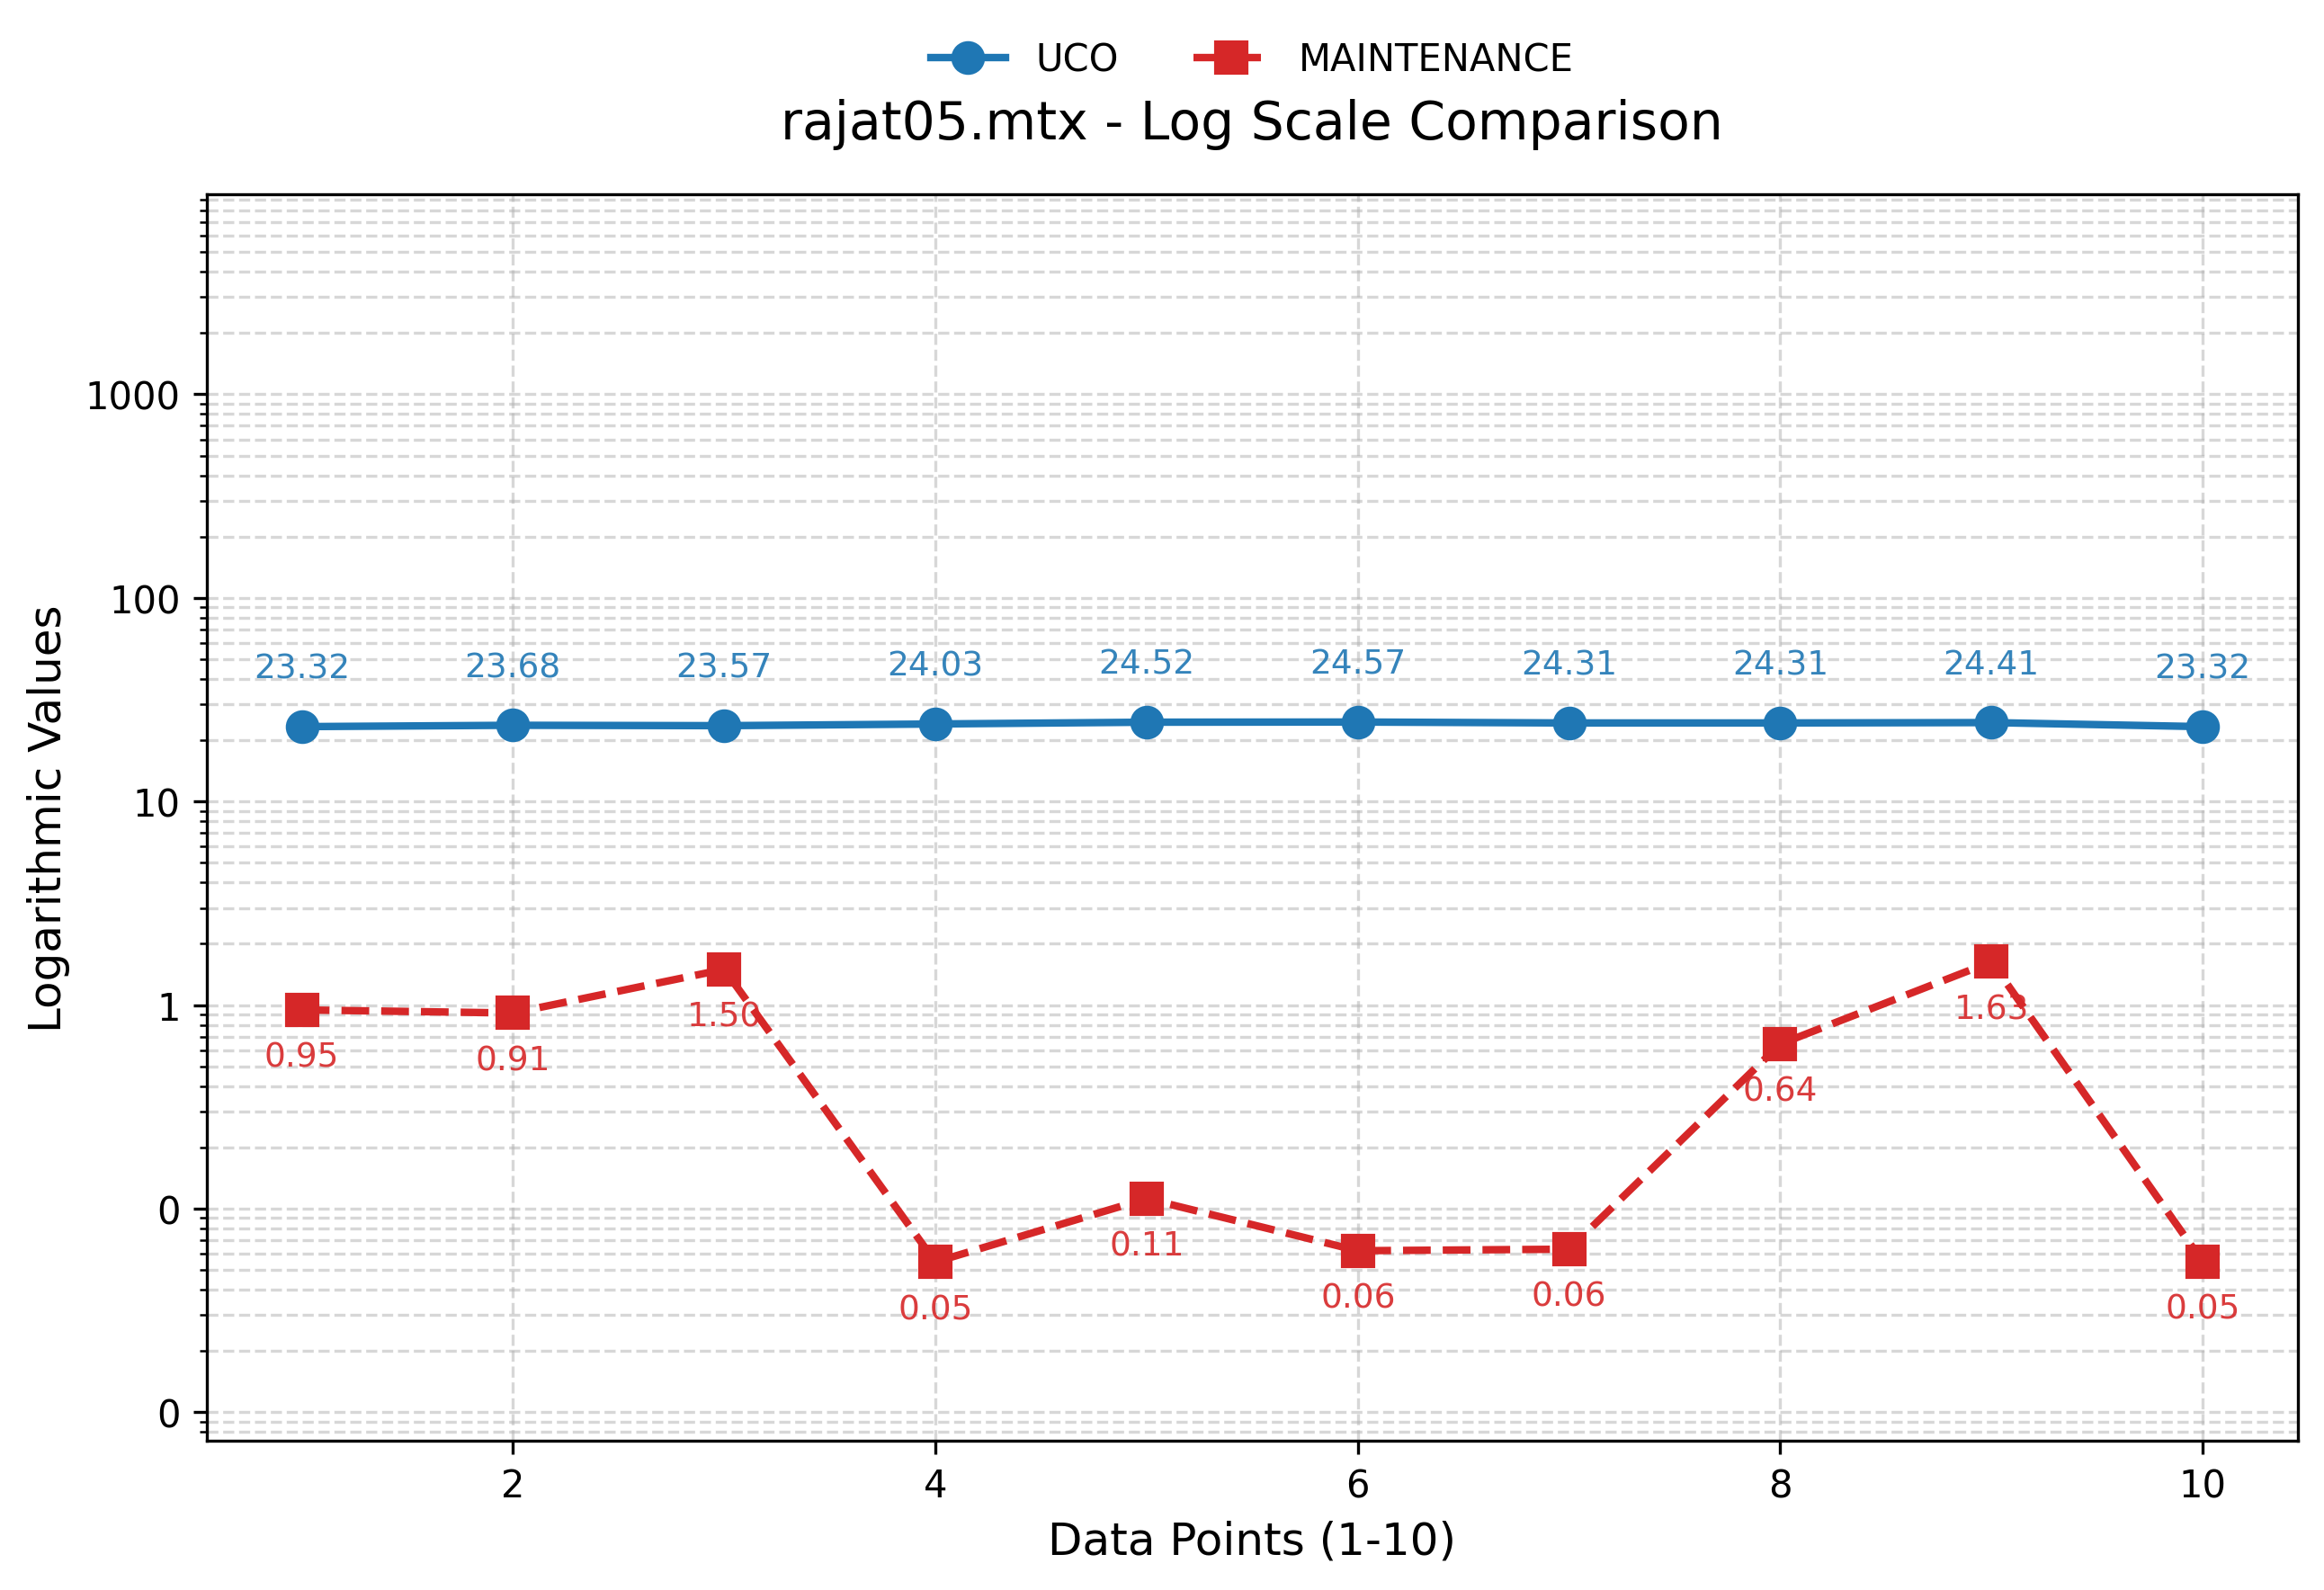 UCO MAINTENANCE
rajat05.mtx - Log Scale Comparison
Logarithmic Values
1000
100
10
1
0
0
23.32 23.68 23.57 24.03 24.52 24.57 24.31 24.31 24.41 23.32
0.95 0.91 1.50 0.05 0.11 0.06 0.06 0.64 1.63 0.05
2 4 6 8 10
Data Points (1-10)